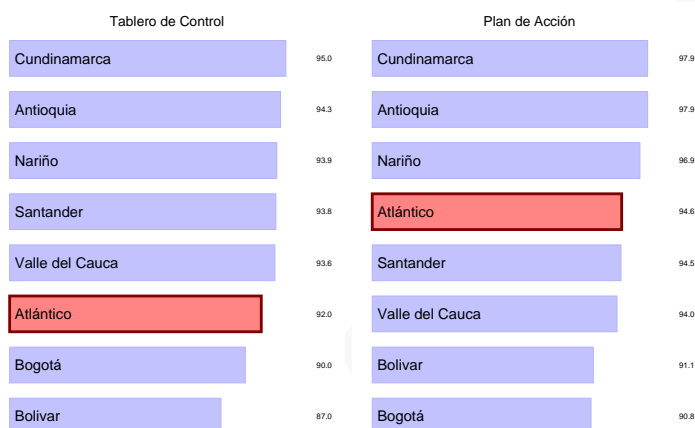 Tablero de Control
Cundinamarca 95.0
Antioquia 94.3
Nariño 93.9
Santander 93.8
Valle del Cauca 93.6
Atlántico 92.0
Bogotá 90.0
Bolivar 87.0
Plan de Acción
Cundinamarca 97.9
Antioquia 97.9
Nariño 96.9
Atlántico 94.6
Santander 94.5
Valle del Cauca 94.0
Bolivar 91.1
Bogotá 90.8